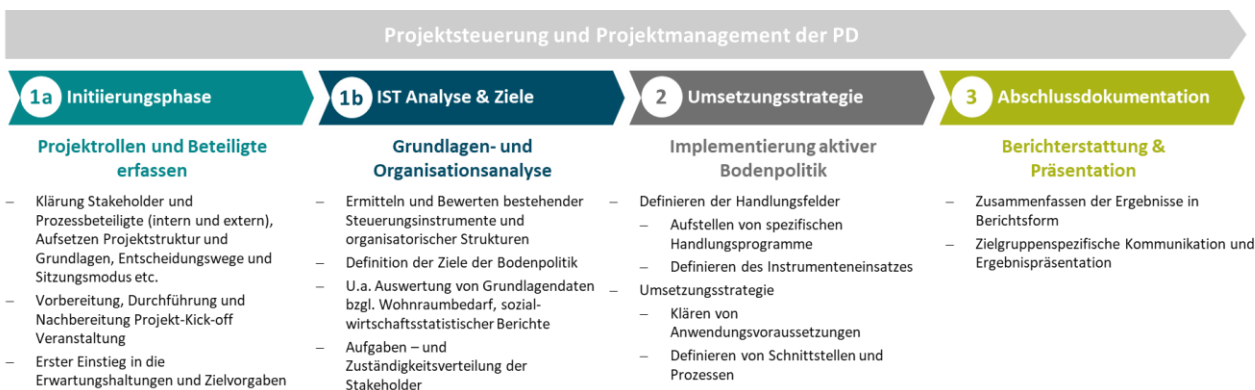 Projektsteuerung und Projektmanagement der PD
1a Initiierungsphase
Projektrollen und Beteiligte
erfassen
– Klärung Stakeholder und
Prozessbeteiligte (intern und extern),
Aufsetzen Projektstruktur und
Grundlagen, Entscheidungswege und
Sitzungsmodus etc.
– Vorbereitung, Durchführung und
Nachbereitung Projekt-Kick-off
Veranstaltung
– Erster Einstieg in die
Erwartungshaltungen und Zielvorgaben
1b IST Analyse & Ziele
Grundlagen- und
Organisationsanalyse
– Ermitteln und Bewerten bestehender
Steuerungsinstrumente und
organisatorischer Strukturen
– Definition der Ziele der Bodenpolitik
– U.a. Auswertung von Grundlagendaten
bzgl. Wohnraumbedarf, sozial-
wirtschaftsstatistischer Berichte
– Aufgaben – und
Zuständigkeitsverteilung der
Stakeholder
2 Umsetzungsstrategie
Implementierung aktiver
Bodenpolitik
– Definieren der Handlungsfelder
– Aufstellen von spezifischen
Handlungsprogramme
– Definieren des Instrumenteneinsatzes
– Umsetzungsstrategie
– Klären von
Anwendungsvoraussetzungen
– Definieren von Schnittstellen und
Prozessen
3 Abschlussdokumentation
Berichterstattung &
Präsentation
– Zusammenfassen der Ergebnisse in
Berichtsform
– Zielgruppenspezifische Kommunikation und
Ergebnispräsentation